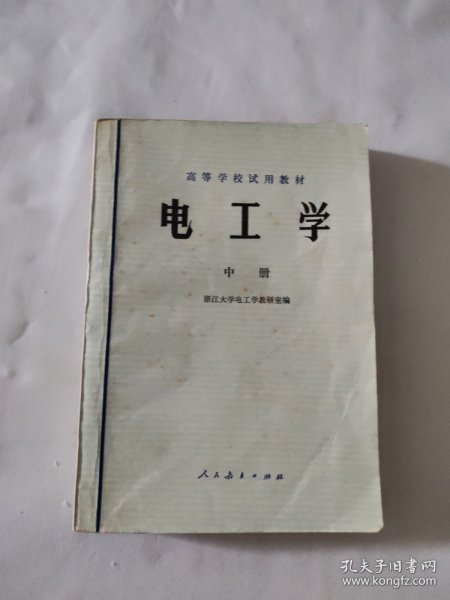 高等学校试用教材
电工学
中册
浙江大学电工学教研室编
人民教育出版社
孔夫子旧书网
www.kongfz.com